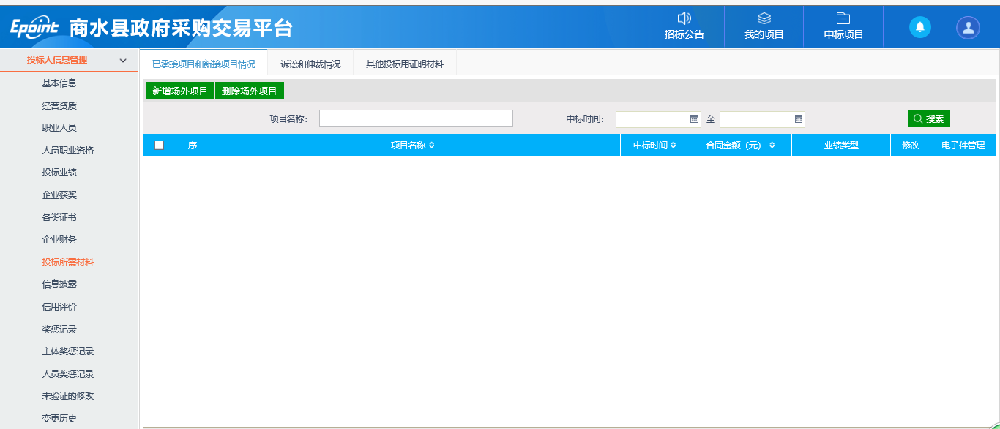 Epoint 商水县政府采购交易平台
招标公告
我的项目
中标项目
投标人信息管理
基本信息
经营资质
职业人员
人员职业资格
投标业绩
企业获奖
各类证书
企业财务
投标所需材料
信息披露
信用评价
奖惩记录
主体奖惩记录
人员奖惩记录
未验证的修改
变更历史
已承接项目和新接项目情况 诉讼和仲裁情况 其他投标用证明材料
新增场外项目 删除场外项目
项目名称： 中标时间： 至 搜索
序 项目名称 中标时间 合同金额（元） 业绩类型 修改 电子件管理